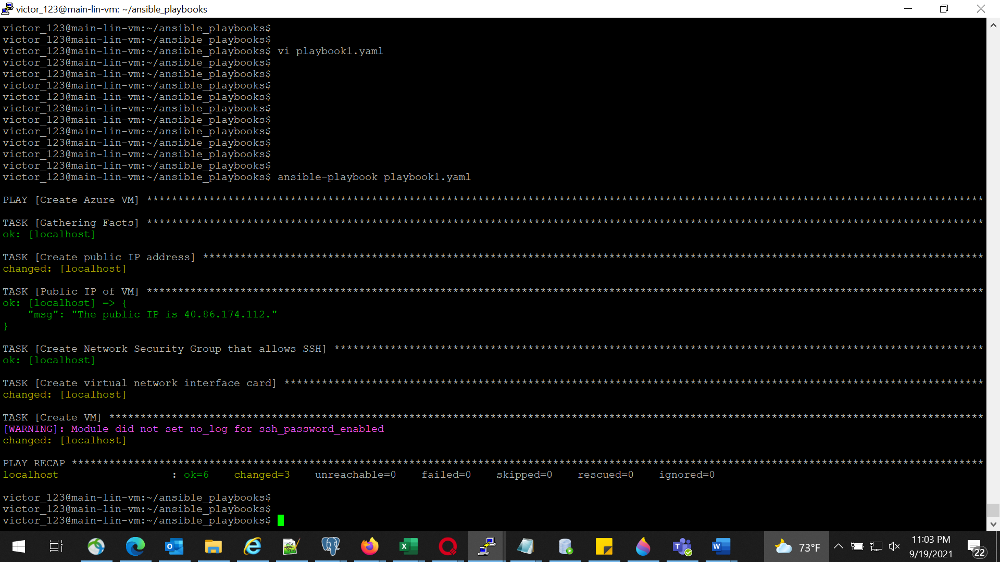 victor_123@main-lin-vm: ~/ansible_playbooks
victor_123@main-lin-vm:~/ansible_playbooks$
victor_123@main-lin-vm:~/ansible_playbooks$
victor_123@main-lin-vm:~/ansible_playbooks$ vi playbook1.yaml
victor_123@main-lin-vm:~/ansible_playbooks$
victor_123@main-lin-vm:~/ansible_playbooks$
victor_123@main-lin-vm:~/ansible_playbooks$
victor_123@main-lin-vm:~/ansible_playbooks$
victor_123@main-lin-vm:~/ansible_playbooks$
victor_123@main-lin-vm:~/ansible_playbooks$
victor_123@main-lin-vm:~/ansible_playbooks$
victor_123@main-lin-vm:~/ansible_playbooks$
victor_123@main-lin-vm:~/ansible_playbooks$
victor_123@main-lin-vm:~/ansible_playbooks$
victor_123@main-lin-vm:~/ansible_playbooks$ ansible-playbook playbook1.yaml
PLAY [Create Azure VM] **************************************************************************************************************************************
TASK [Gathering Facts] **************************************************************************************************************************************
ok: [localhost]
TASK [Create public IP address] *****************************************************************************************************************************
changed: [localhost]
TASK [Public IP of VM] **************************************************************************************************************************************
ok: [localhost] => {
    "msg": "The public IP is 40.86.174.112."
}
TASK [Create Network Security Group that allows SSH] ********************************************************************************************************
ok: [localhost]
TASK [Create virtual network interface card] ****************************************************************************************************************
changed: [localhost]
TASK [Create VM] ********************************************************************************************************************************************
[WARNING]: Module did not set no_log for ssh_password_enabled
changed: [localhost]
PLAY RECAP **************************************************************************************************************************************************
localhost                  : ok=6    changed=3    unreachable=0    failed=0    skipped=0    rescued=0    ignored=0
victor_123@main-lin-vm:~/ansible_playbooks$
victor_123@main-lin-vm:~/ansible_playbooks$
victor_123@main-lin-vm:~/ansible_playbooks$
73°F
11:03 PM
9/19/2021
22